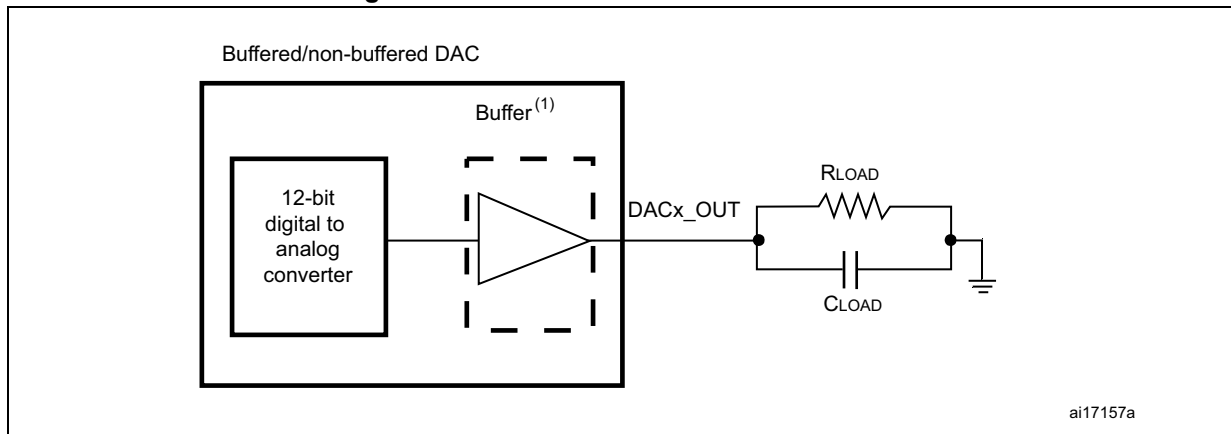 Buffered/non-buffered DAC
Buffer(1)
12-bit
digital to
analog
converter
DACx_OUT
RLOAD
CLOAD
ai17157a